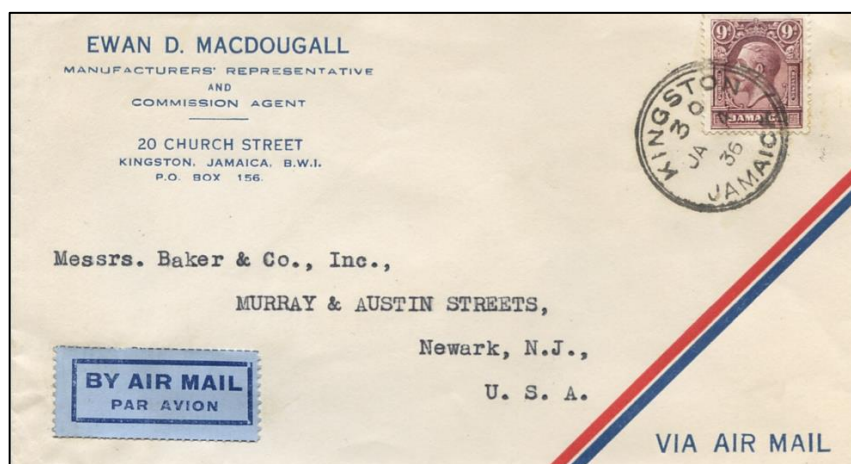 EWAN D. MACDOUGALL
MANUFACTURERS' REPRESENTATIVE
AND
COMMISSION AGENT
20 CHURCH STREET
KINGSTON, JAMAICA, B.W.I.
P.O. BOX 156.
9D 9D
JAMAICA
KINGSTON
3 O
JA
36
JAMAICA
Messrs. Baker & Co., Inc.,
MURRAY & AUSTIN STREETS,
Newark, N.J.,
U. S. A.
BY AIR MAIL
PAR AVION
VIA AIR MAIL